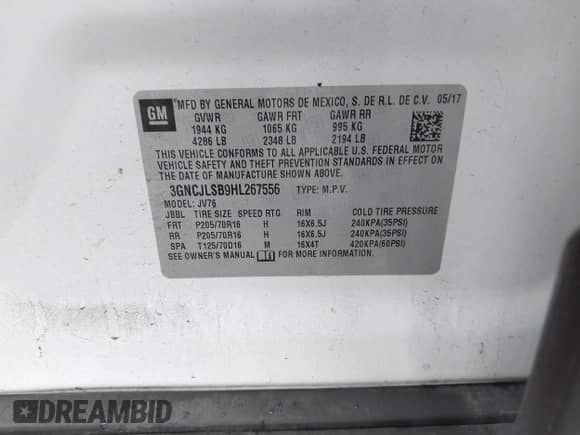 GM
MFD BY GENERAL MOTORS DE MEXICO, S. DE R.L. DE C.V. 05/17
GVWR GAWR FRT GAWR RR
1944 KG 1065 KG 995 KG
4286 LB 2348 LB 2194 LB
THIS VEHICLE CONFORMS TO ALL APPLICABLE U.S. FEDERAL MOTOR
VEHICLE SAFETY AND THEFT PREVENTION STANDARDS IN EFFECT ON
THE DATE OF MANUFACTURE SHOWN ABOVE.
3GNCJLSB9HL267556 TYPE: M.P.V.
MODEL: JV76
JBBL TIRE SIZE SPEED RTG RIM COLD TIRE PRESSURE
FRT P205/70R16 H 16X6.5J 240KPA(35PSI)
RR P205/70R16 H 16X6.5J 240KPA(35PSI)
SPA T125/70D16 M 16X4T 420KPA(60PSI)
SEE OWNER'S MANUAL FOR MORE INFORMATION.
DREAMBID